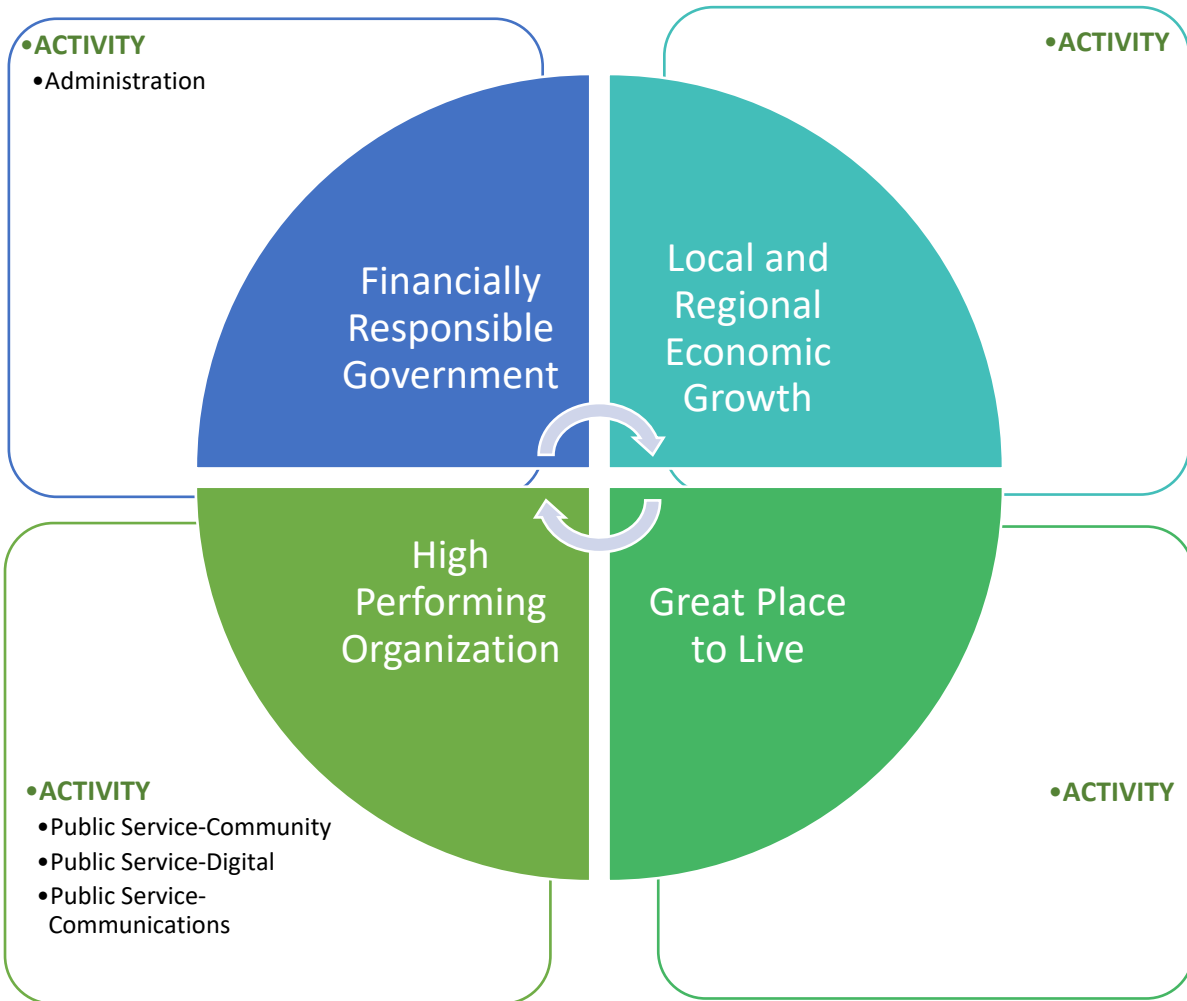 •ACTIVITY
•Administration
•ACTIVITY
Financially
Responsible
Government
Local and
Regional
Economic
Growth
High
Performing
Organization
Great Place
to Live
•ACTIVITY
•Public Service-Community
•Public Service-Digital
•Public Service-
Communications
•ACTIVITY